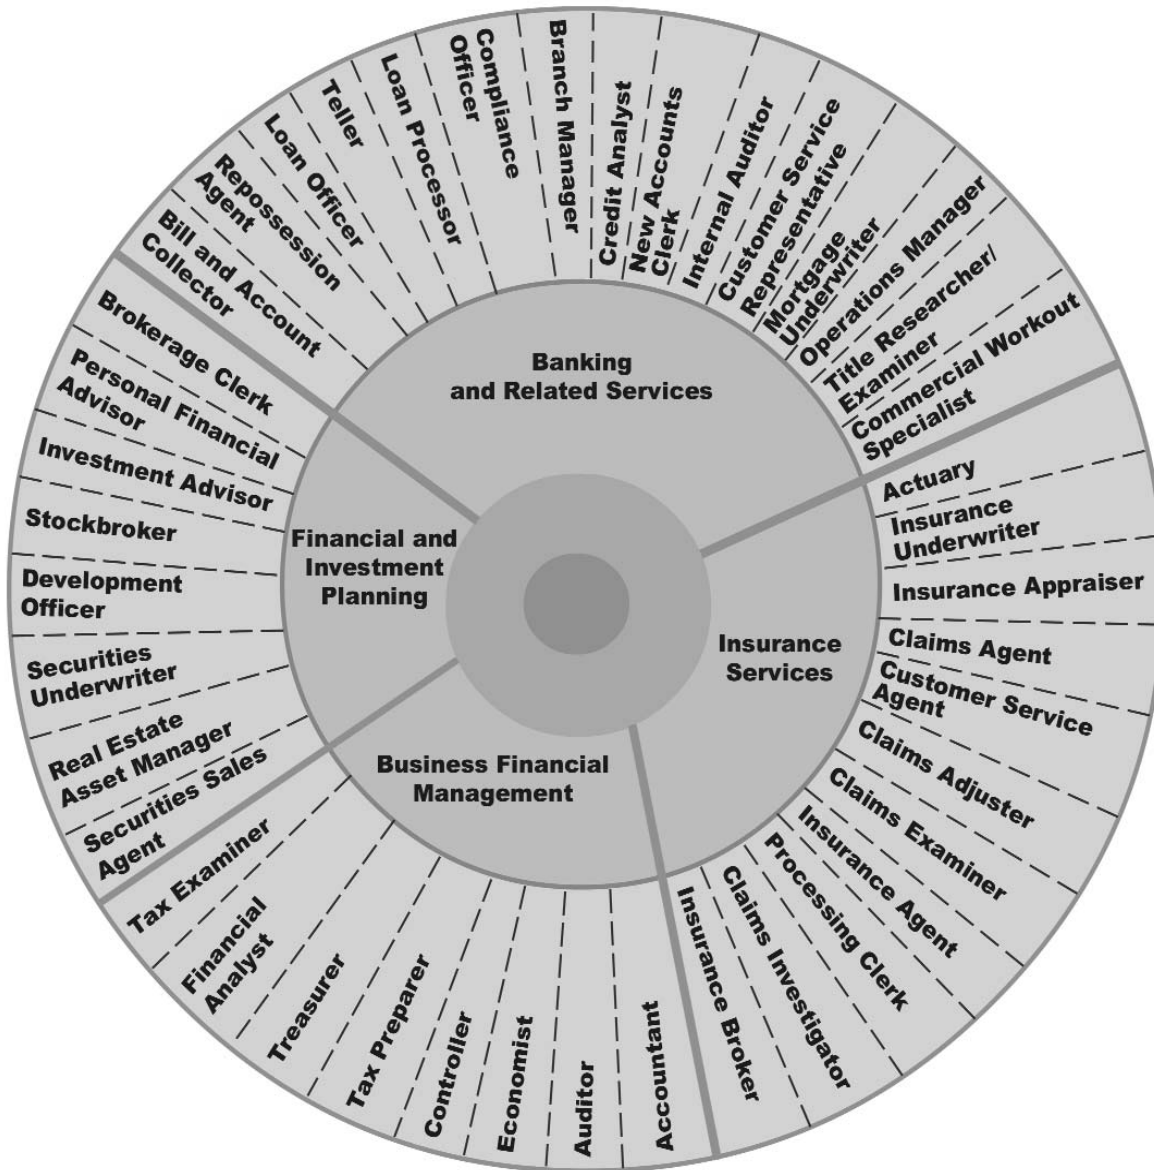 Banking
and Related Services
Bill and Account
Collector
Repossession
Agent
Loan Officer
Teller
Loan Processor
Compliance
Officer
Branch Manager
Credit Analyst
New Accounts
Clerk
Internal Auditor
Customer Service
Representative
Mortgage
Underwriter
Operations Manager
Title Researcher/
Examiner
Commercial Workout
Specialist
Insurance
Services
Actuary
Insurance
Underwriter
Insurance Appraiser
Claims Agent
Customer Service
Agent
Claims Adjuster
Claims Examiner
Insurance Agent
Processing Clerk
Claims Investigator
Insurance Broker
Business Financial
Management
Accountant
Auditor
Economist
Controller
Tax Preparer
Treasurer
Financial
Analyst
Tax Examiner
Financial and
Investment
Planning
Securities Sales
Agent
Real Estate
Asset Manager
Securities
Underwriter
Development
Officer
Stockbroker
Investment Advisor
Personal Financial
Advisor
Brokerage Clerk